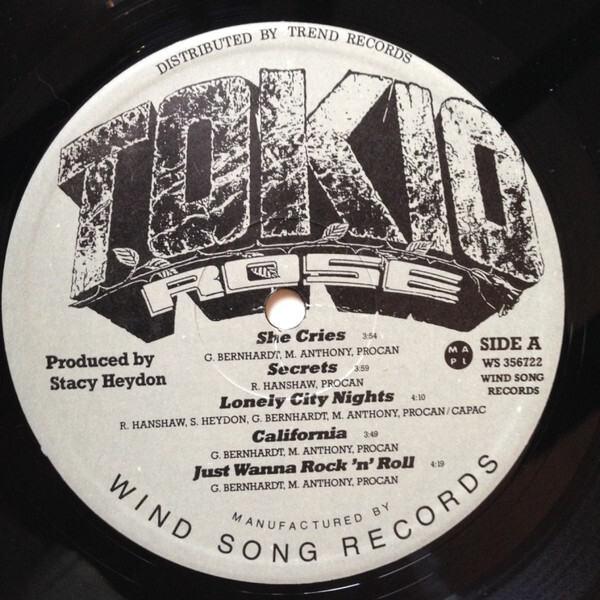 DISTRIBUTED BY TREND RECORDS
TOKIO
ROSE
Produced by
Stacy Heydon
M A
P L
SIDE A
WS 356722
WIND SONG
RECORDS
She Cries 3:54
G. BERNHARDT, M. ANTHONY, PROCAN
Secrets 3:59
R. HANSHAW, PROCAN
Lonely City Nights 4:10
R. HANSHAW, S. HEYDON, G. BERNHARDT, M. ANTHONY, PROCAN/CAPAC
California 3:49
G. BERNHARDT, M. ANTHONY, PROCAN
Just Wanna Rock 'n' Roll 4:19
G. BERNHARDT, M. ANTHONY, PROCAN
MANUFACTURED BY
WIND SONG RECORDS